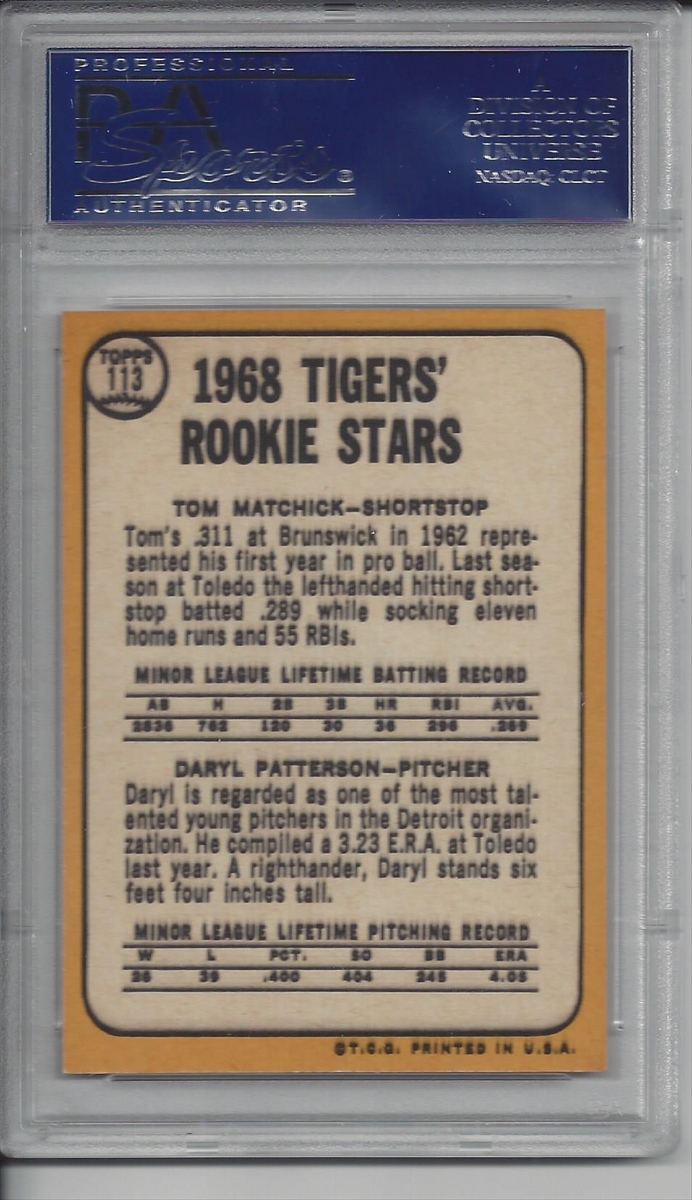 PROFESSIONAL
PSA
Sports®
AUTHENTICATOR
A
DIVISION OF
COLLECTORS
UNIVERSE
NASDAQ: CLCT
TOPPS
113
1968 TIGERS'
ROOKIE STARS
TOM MATCHICK—SHORTSTOP
Tom's .311 at Brunswick in 1962 repre-
sented his first year in pro ball. Last sea-
son at Toledo the lefthanded hitting short-
stop batted .289 while socking eleven
home runs and 55 RBIs.
MINOR LEAGUE LIFETIME BATTING RECORD
AB H 2B 3B HR RBI AVG.
2836 762 120 30 36 296 .269
DARYL PATTERSON—PITCHER
Daryl is regarded as one of the most tal-
ented young pitchers in the Detroit organi-
zation. He compiled a 3.23 E.R.A. at Toledo
last year. A righthander, Daryl stands six
feet four inches tall.
MINOR LEAGUE LIFETIME PITCHING RECORD
W L PCT. SO BB ERA
26 39 .400 404 245 4.05
©T.C.G. PRINTED IN U.S.A.